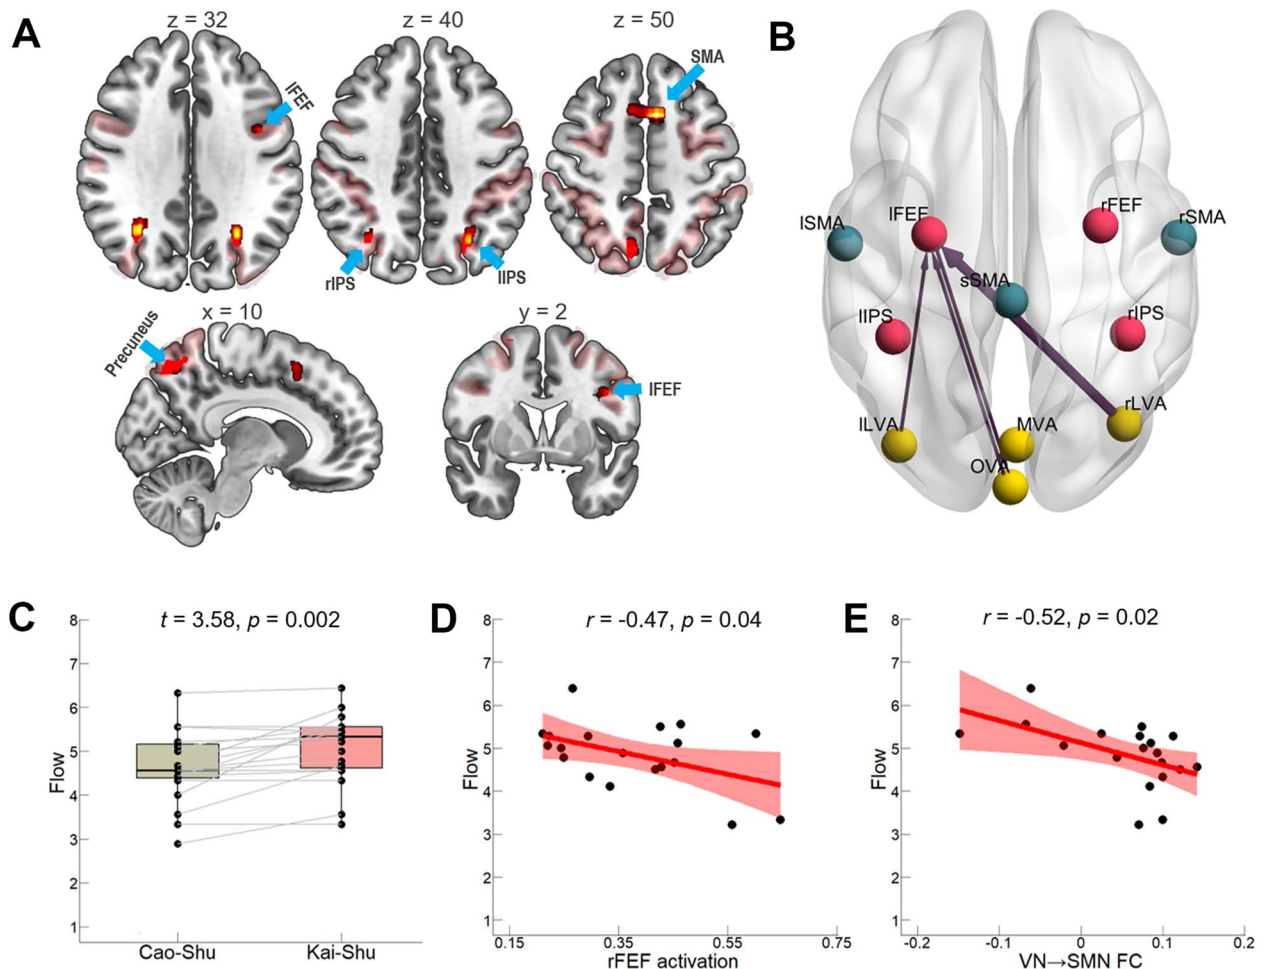 A
z = 32
z = 40
z = 50
lFEF
SMA
rIPS
lIPS
x = 10
y = 2
Precuneus
lFEF
B
lSMA
lFEF
rFEF
rSMA
sSMA
lIPS
rIPS
lLVA
MVA
rLVA
OVA
C
t = 3.58, p = 0.002
8
7
6
5
4
3
2
1
Flow
Cao-Shu
Kai-Shu
D
r = -0.47, p = 0.04
8
7
6
5
4
3
2
1
Flow
0.15
0.35
0.55
0.75
rFEF activation
E
r = -0.52, p = 0.02
8
7
6
5
4
3
2
1
Flow
-0.2
-0.1
0
0.1
0.2
VN→SMN FC